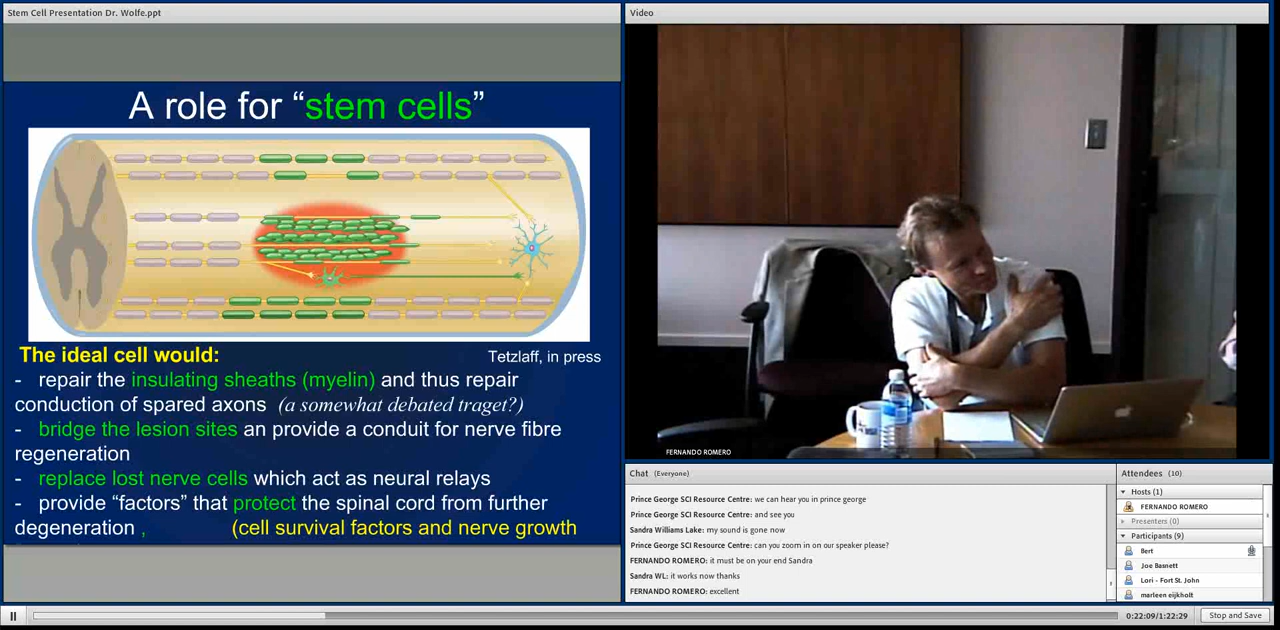 Stem Cell Presentation Dr. Wolfe.ppt
A role for “stem cells”
The ideal cell would:
Tetzlaff, in press
- repair the insulating sheaths (myelin) and thus repair
conduction of spared axons (a somewhat debated traget?)
- bridge the lesion sites an provide a conduit for nerve fibre
regeneration
- replace lost nerve cells which act as neural relays
- provide “factors” that protect the spinal cord from further
degeneration , (cell survival factors and nerve growth
Video
FERNANDO ROMERO
Chat (Everyone)
Prince George SCI Resource Centre: we can hear you in prince george
Prince George SCI Resource Centre: and see you
Sandra Williams Lake: my sound is gone now
Prince George SCI Resource Centre: can you zoom in on our speaker please?
FERNANDO ROMERO: it must be on your end Sandra
Sandra WL: it works now thanks
FERNANDO ROMERO: excellent
Attendees (10)
Hosts (1)
FERNANDO ROMERO
Presenters (0)
Participants (9)
Bert
Joe Basnett
Lori - Fort St. John
marleen eijkholt
0:22:09/1:22:29
Stop and Save